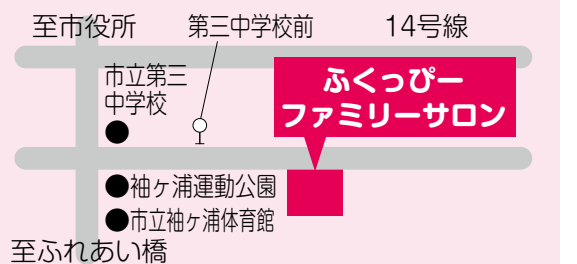 至市役所
第三中学校前
14号線
市立第三
中学校
ふくっぴー
ファミリーサロン
●袖ヶ浦運動公園
●市立袖ヶ浦体育館
至ふれあい橋